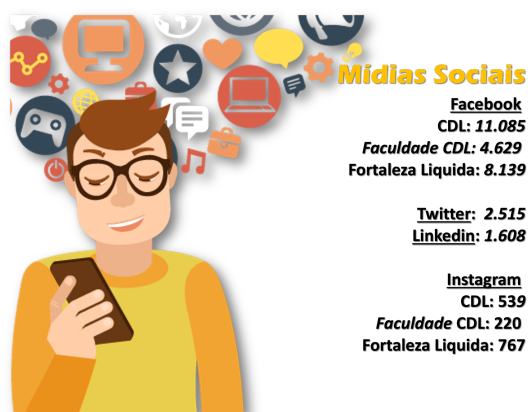 Mídias Sociais
Facebook
CDL: 11.085
Faculdade CDL: 4.629
Fortaleza Liquida: 8.139
Twitter: 2.515
Linkedin: 1.608
Instagram
CDL: 539
Faculdade CDL: 220
Fortaleza Liquida: 767